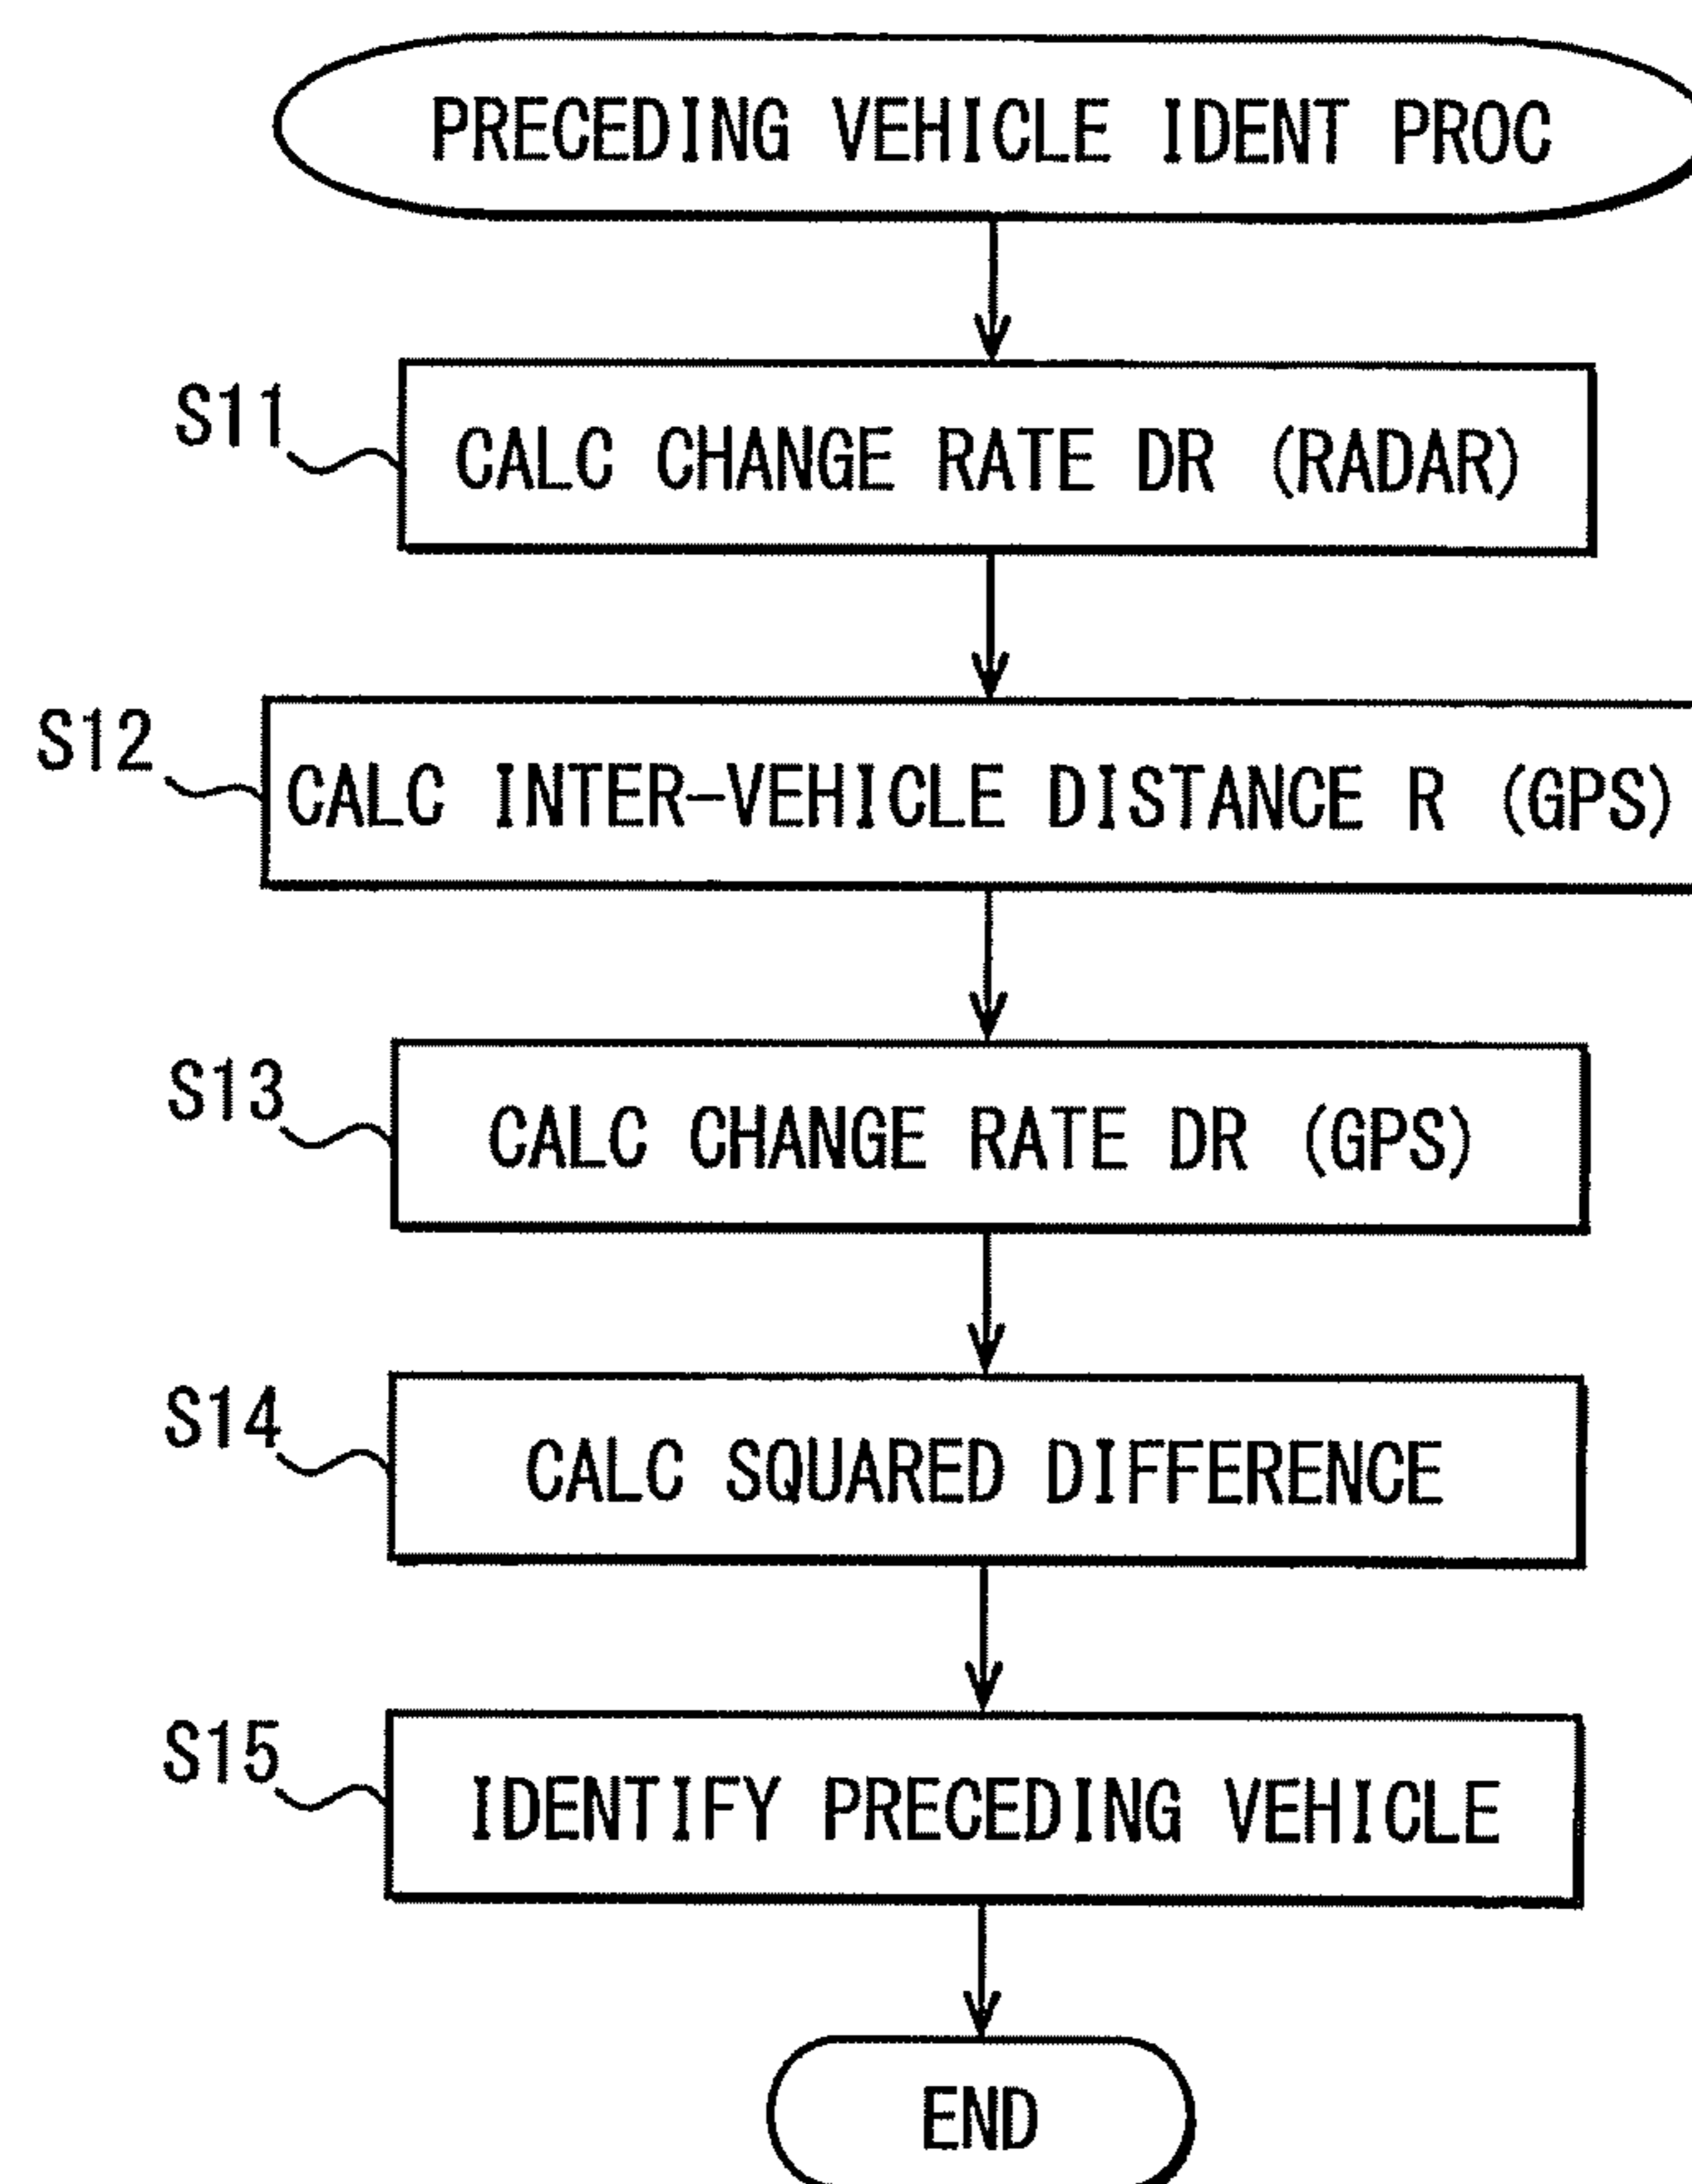 PRECEDING VEHICLE IDENT PROC
S11
CALC CHANGE RATE DR (RADAR)
S12
CALC INTER-VEHICLE DISTANCE R (GPS)
S13
CALC CHANGE RATE DR (GPS)
S14
CALC SQUARED DIFFERENCE
S15
IDENTIFY PRECEDING VEHICLE
END